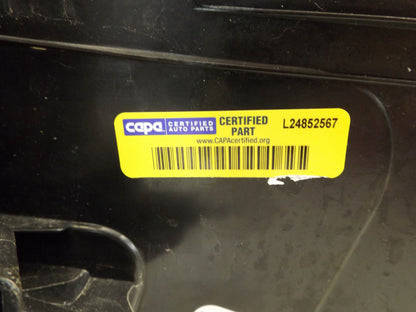 capa CERTIFIED AUTO PARTS
CERTIFIED PART
L24852567
www.CAPAcertified.org